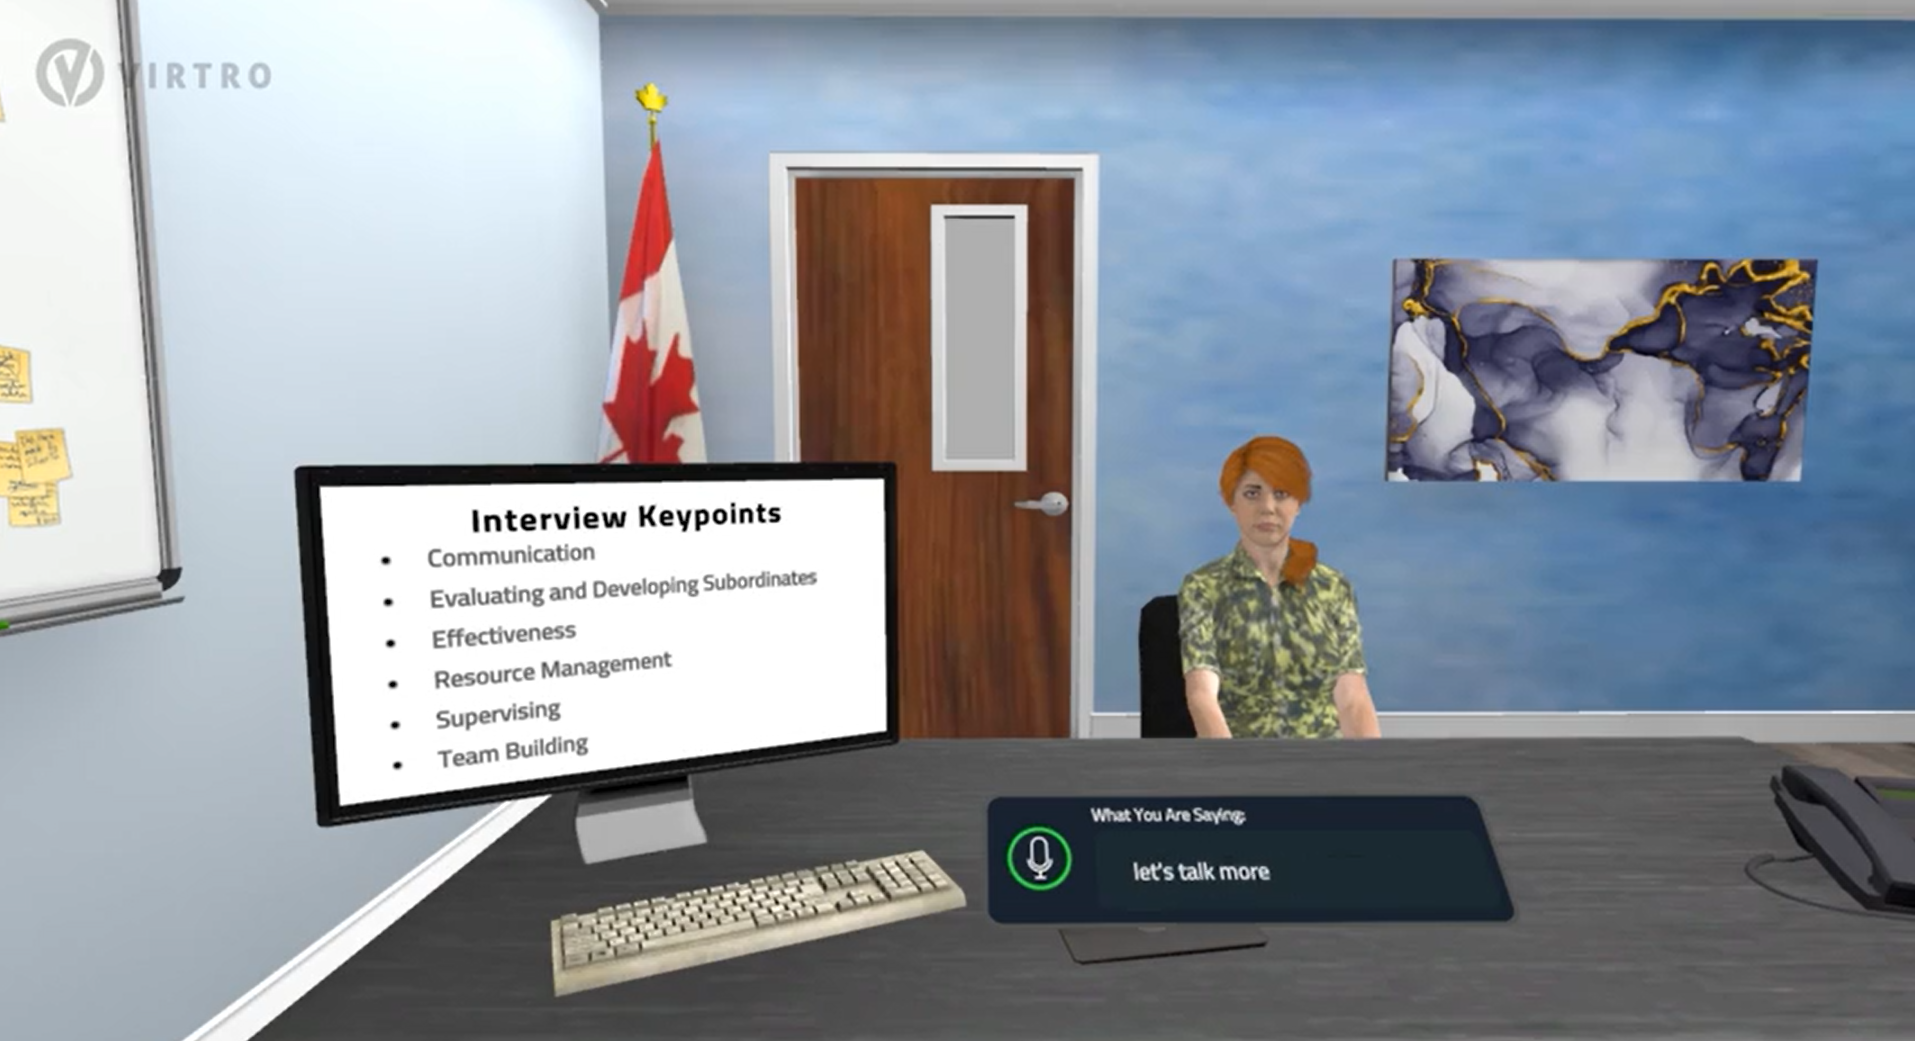 VIRTRO
Interview Keypoints
• Communication
• Evaluating and Developing Subordinates
• Effectiveness
• Resource Management
• Supervising
• Team Building
What You Are Saying:
let's talk more